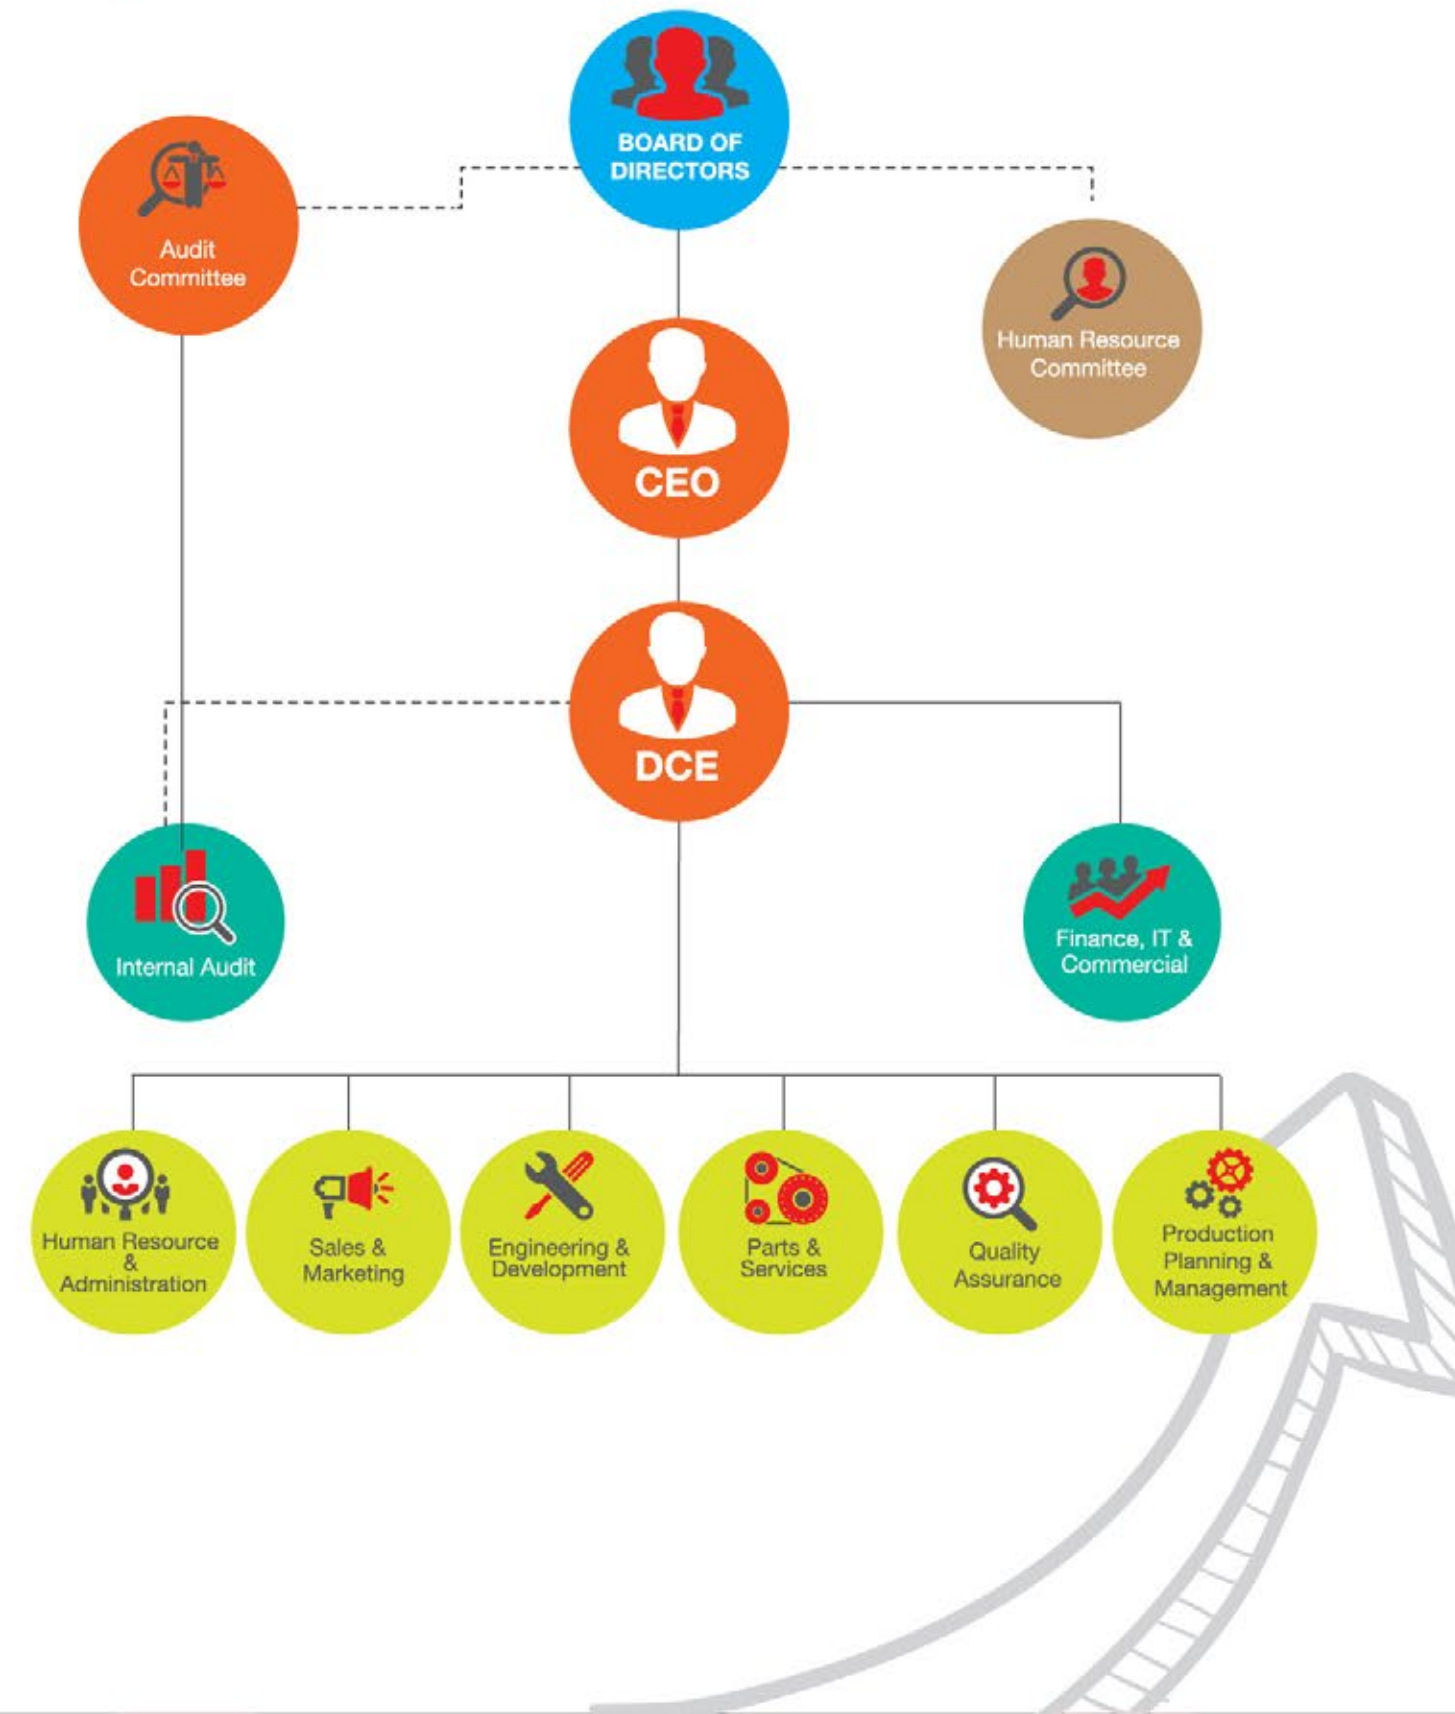 BOARD OF
DIRECTORS
Audit
Committee
Human Resource
Committee
CEO
DCE
Internal Audit
Finance, IT &
Commercial
Human Resource
&
Administration
Sales &
Marketing
Engineering &
Development
Parts &
Services
Quality
Assurance
Production
Planning &
Management